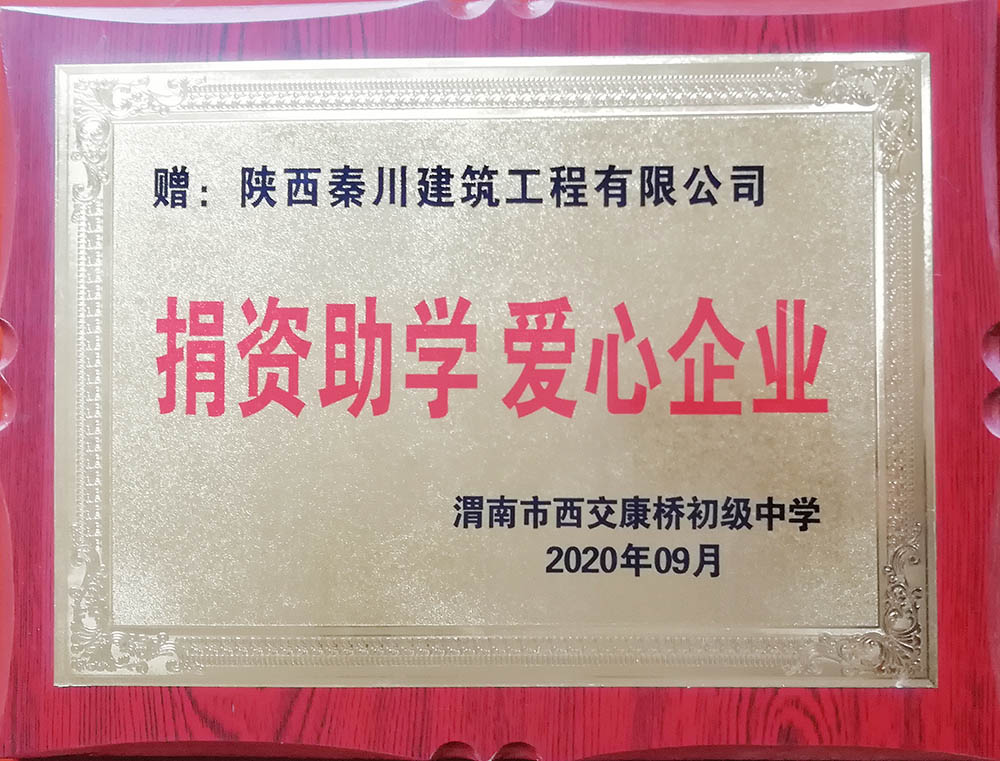 赠：陕西秦川建筑工程有限公司
捐资助学 爱心企业
渭南市西交康桥初级中学
2020年09月